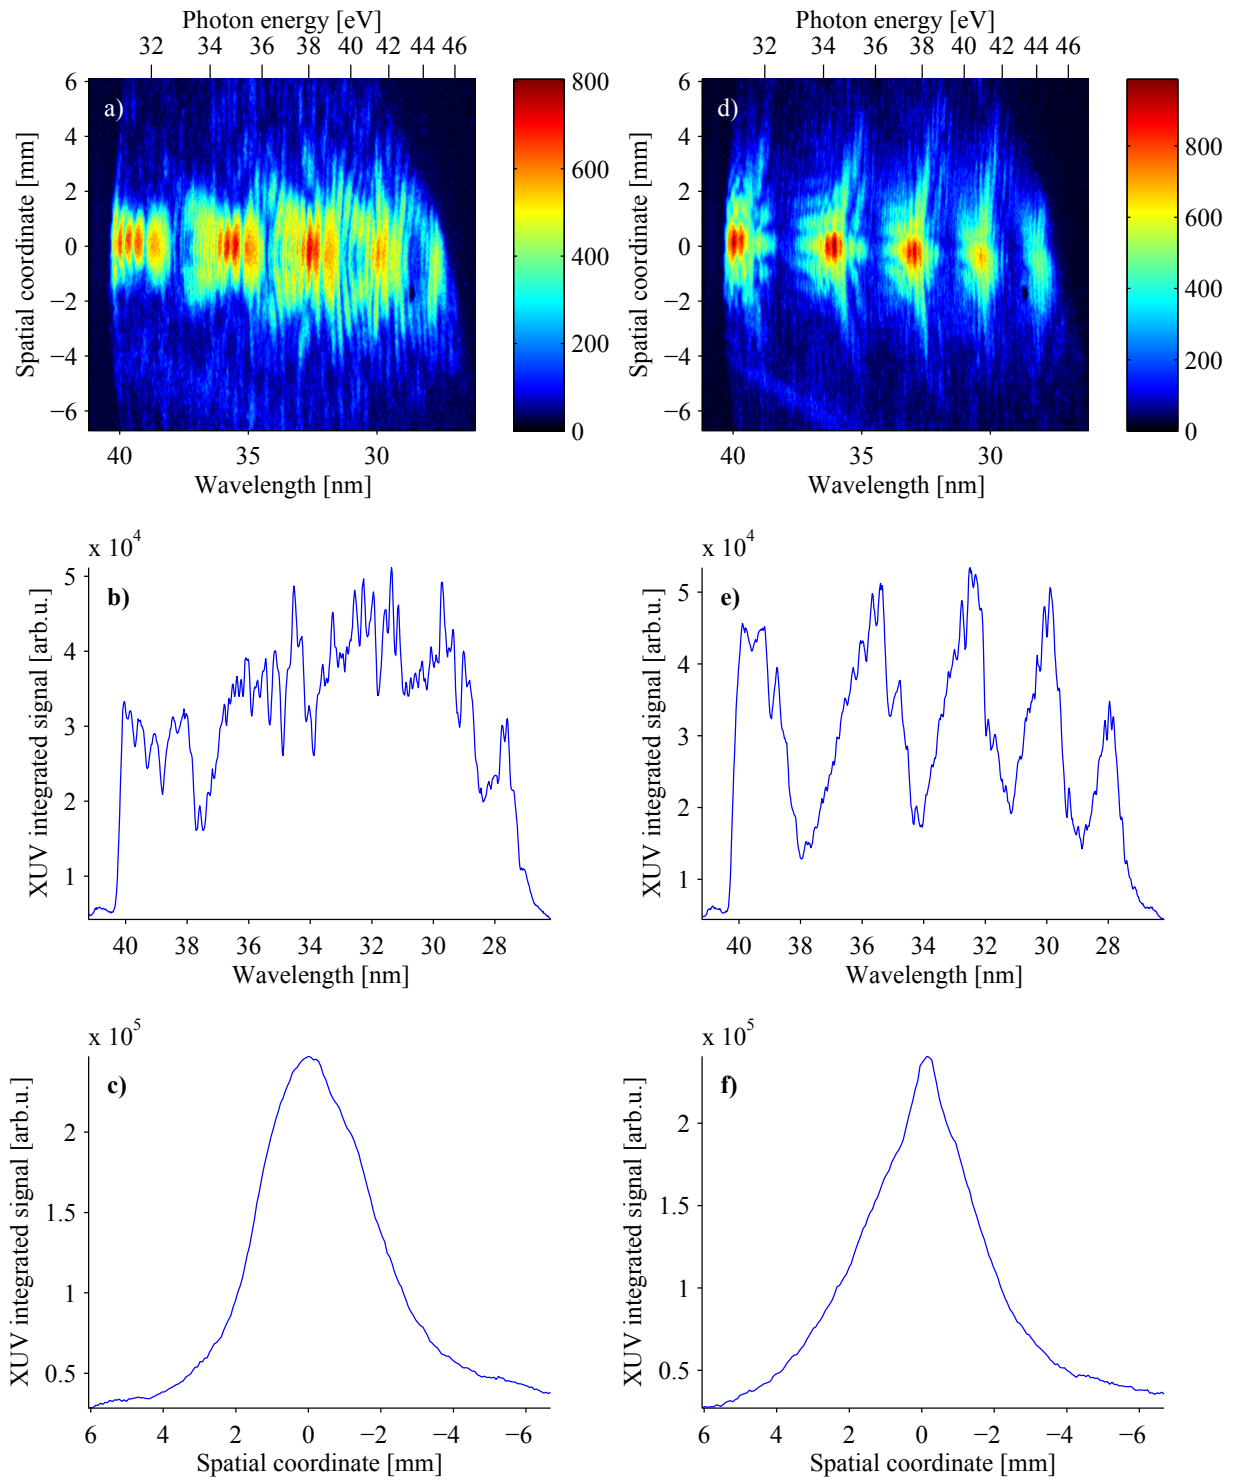 Photon energy [eV]
32 34 36 38 40 42 44 46
a)
6
4
2
0
−2
−4
−6
Spatial coordinate [mm]
40 35 30
Wavelength [nm]
800
600
400
200
0
Photon energy [eV]
32 34 36 38 40 42 44 46
d)
6
4
2
0
−2
−4
−6
Spatial coordinate [mm]
40 35 30
Wavelength [nm]
800
600
400
200
0
x 10^4
b)
5
4
3
2
1
XUV integrated signal [arb.u.]
40 38 36 34 32 30 28
Wavelength [nm]
x 10^4
e)
5
4
3
2
1
XUV integrated signal [arb.u.]
40 38 36 34 32 30 28
Wavelength [nm]
x 10^5
c)
2
1.5
1
0.5
XUV integrated signal [arb.u.]
6 4 2 0 −2 −4 −6
Spatial coordinate [mm]
x 10^5
f)
2
1.5
1
0.5
XUV integrated signal [arb.u.]
6 4 2 0 −2 −4 −6
Spatial coordinate [mm]